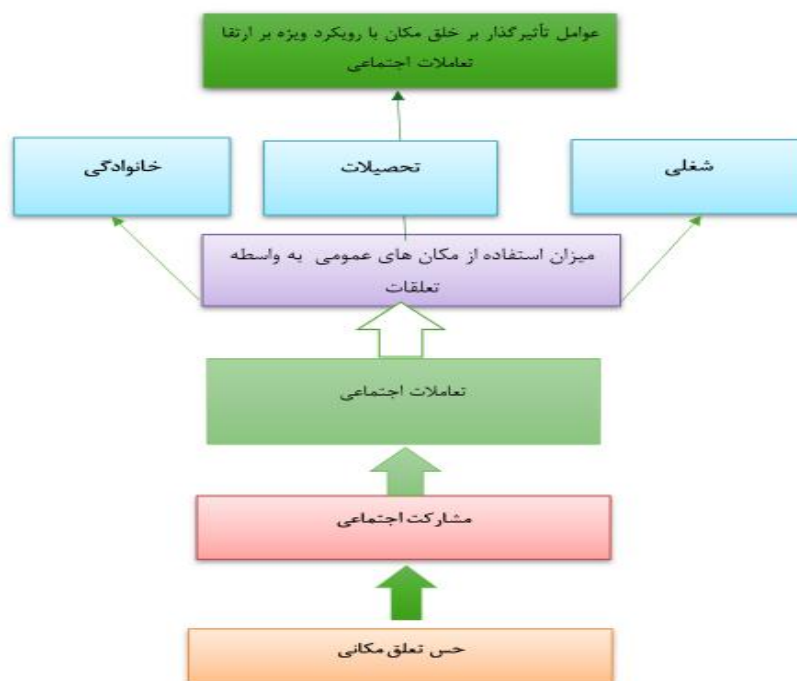 عوامل تأثیرگذار بر خلق مکان با رویکرد ویژه بر ارتقا
تعاملات اجتماعی
شغلی
تحصیلات
خانوادگی
میزان استفاده از مکان های عمومی به واسطه
تعلقات
تعاملات اجتماعی
مشارکت اجتماعی
حس تعلق مکانی